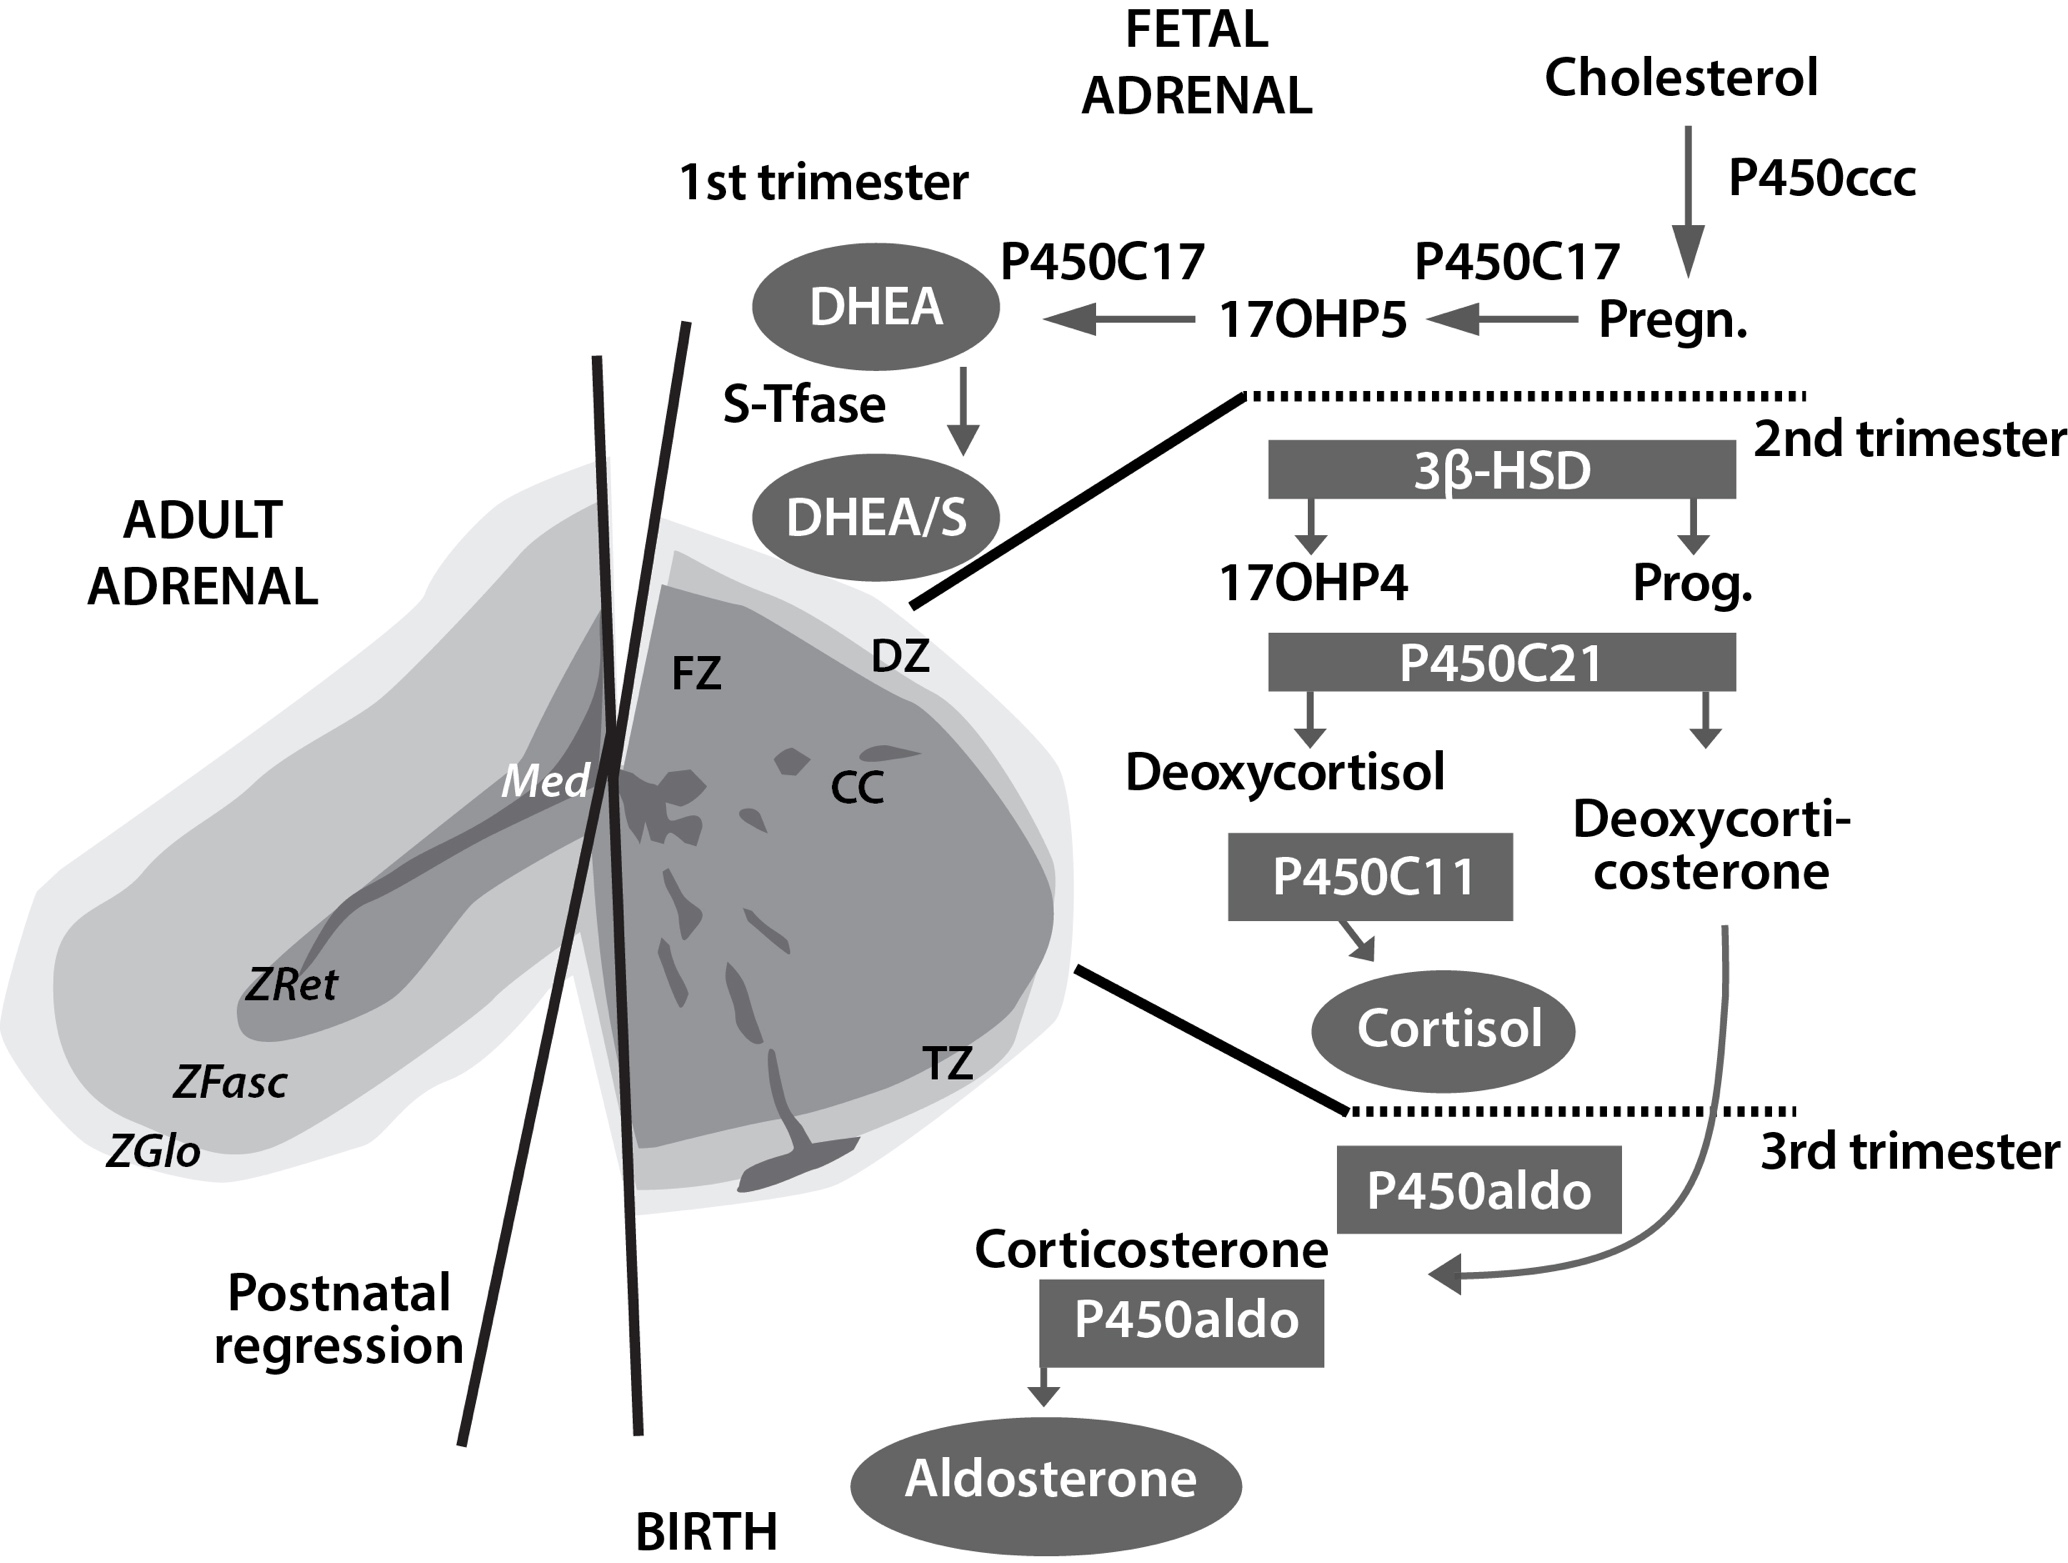 FETAL
ADRENAL
Cholesterol
P450ccc
1st trimester
P450C17
P450C17
DHEA
17OHP5
Pregn.
S-Tfase
2nd trimester
3β-HSD
DHEA/S
ADULT
ADRENAL
17OHP4
Prog.
FZ
DZ
P450C21
Med
CC
Deoxycortisol
Deoxycorti-
costerone
P450C11
ZRet
Cortisol
TZ
ZFasc
ZGlo
3rd trimester
P450aldo
Corticosterone
Postnatal
regression
P450aldo
Aldosterone
BIRTH